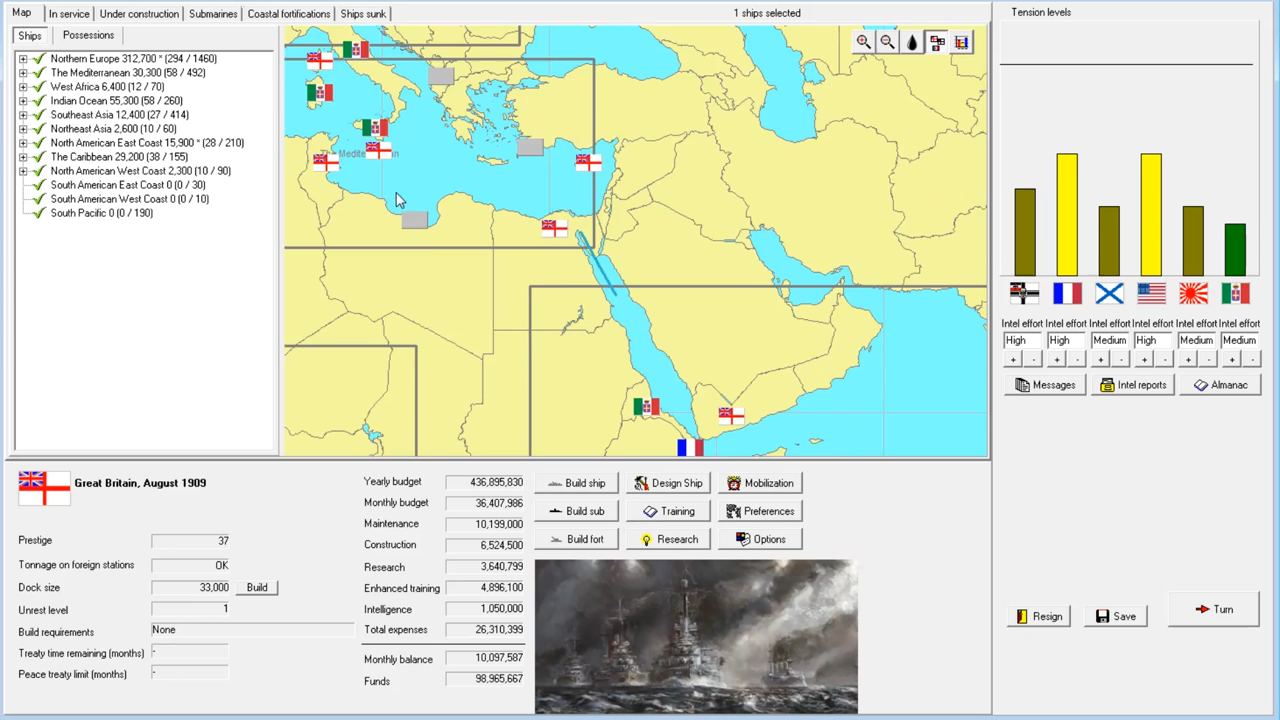 Map
In service
Under construction
Submarines
Coastal fortifications
Ships sunk
1 ships selected
Tension levels
Ships
Possessions
Northern Europe 312,700 * (294 / 1460)
The Mediterranean 30,300 (58 / 492)
West Africa 6,400 (12 / 70)
Indian Ocean 55,300 (58 / 260)
Southeast Asia 12,400 (27 / 414)
Northeast Asia 2,600 (10 / 60)
North American East Coast 15,900 * (28 / 210)
The Caribbean 29,200 (38 / 155)
North American West Coast 2,300 (10 / 90)
South American East Coast 0 (0 / 30)
South American West Coast 0 (0 / 10)
South Pacific 0 (0 / 190)
Intel effort Intel effort Intel effort Intel effort Intel effort Intel effort
High High Medium High Medium Medium
+ - + - + - + - + - + -
Messages
Intel reports
Almanac
Great Britain, August 1909
Prestige 37
Tonnage on foreign stations OK
Dock size 33,000 Build
Unrest level 1
Build requirements None
Treaty time remaining (months) -
Peace treaty limit (months) -
Yearly budget 436,895,830
Monthly budget 36,407,986
Maintenance 10,199,000
Construction 6,524,500
Research 3,640,799
Enhanced training 4,896,100
Intelligence 1,050,000
Total expenses 26,310,399
Monthly balance 10,097,587
Funds 98,965,667
Build ship
Design Ship
Mobilization
Build sub
Training
Preferences
Build fort
Research
Options
Resign
Save
Turn